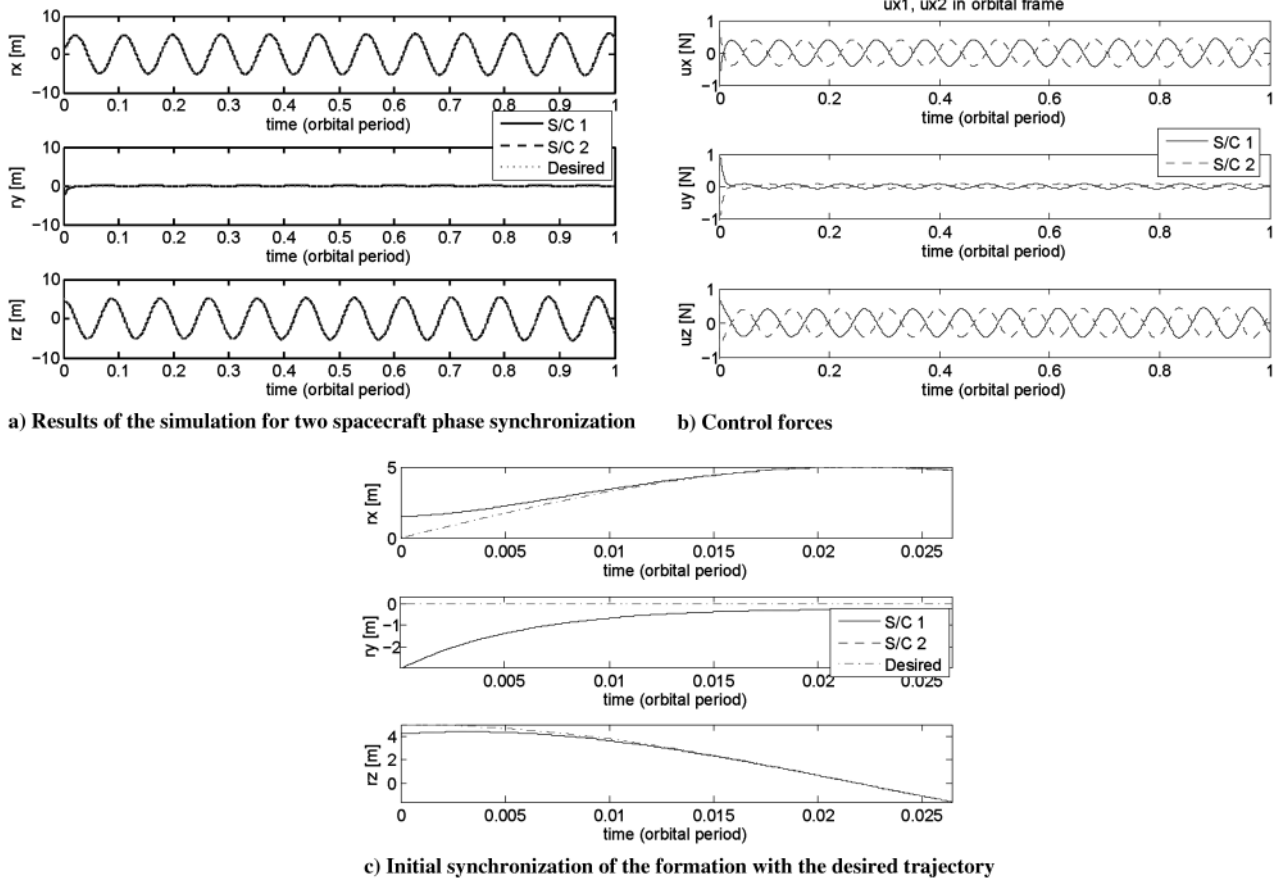 rx [m]
10
0
−10
0 0.1 0.2 0.3 0.4 0.5 0.6 0.7 0.8 0.9 1
time (orbital period)
S/C 1
S/C 2
Desired
ry [m]
10
0
−10
0 0.1 0.2 0.3 0.4 0.5 0.6 0.7 0.8 0.9 1
time (orbital period)
rz [m]
10
0
−10
0 0.1 0.2 0.3 0.4 0.5 0.6 0.7 0.8 0.9 1
time (orbital period)
a) Results of the simulation for two spacecraft phase synchronization
ux1, ux2 in orbital frame
ux [N]
1
0
−1
0 0.2 0.4 0.6 0.8 1
time (orbital period)
S/C 1
S/C 2
uy [N]
1
0
−1
0 0.2 0.4 0.6 0.8 1
time (orbital period)
uz [N]
1
0
−1
0 0.2 0.4 0.6 0.8 1
time (orbital period)
b) Control forces
rx [m]
5
0
0 0.005 0.01 0.015 0.02 0.025
time (orbital period)
ry [m]
0
−1
−2
S/C 1
S/C 2
Desired
0.005 0.01 0.015 0.02 0.025
time (orbital period)
rz [m]
4
2
0
0 0.005 0.01 0.015 0.02 0.025
time (orbital period)
c) Initial synchronization of the formation with the desired trajectory